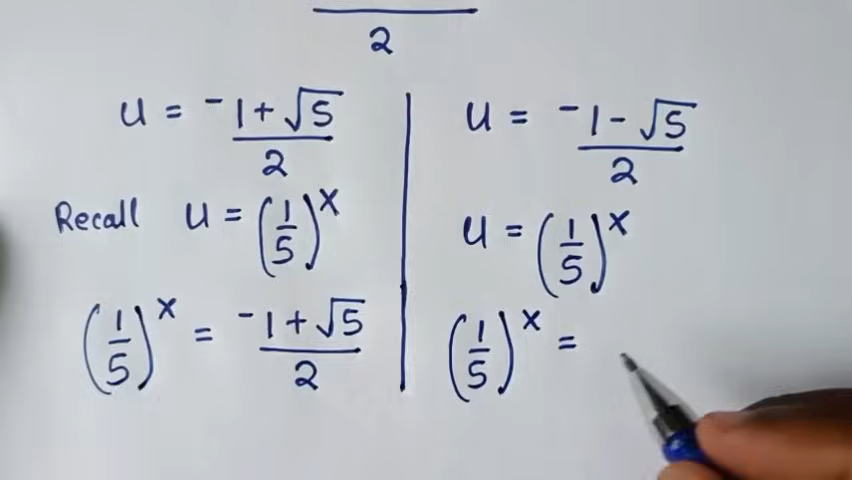 2
u = -1+√5/2
Recall u = (1/5)^x
(1/5)^x = -1+√5/2
u = -1-√5/2
u = (1/5)^x
(1/5)^x =